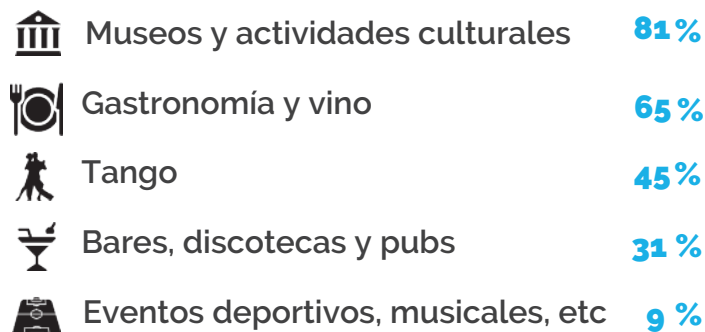 Museos y actividades culturales 81%
Gastronomía y vino 65%
Tango 45%
Bares, discotecas y pubs 31 %
Eventos deportivos, musicales, etc 9 %